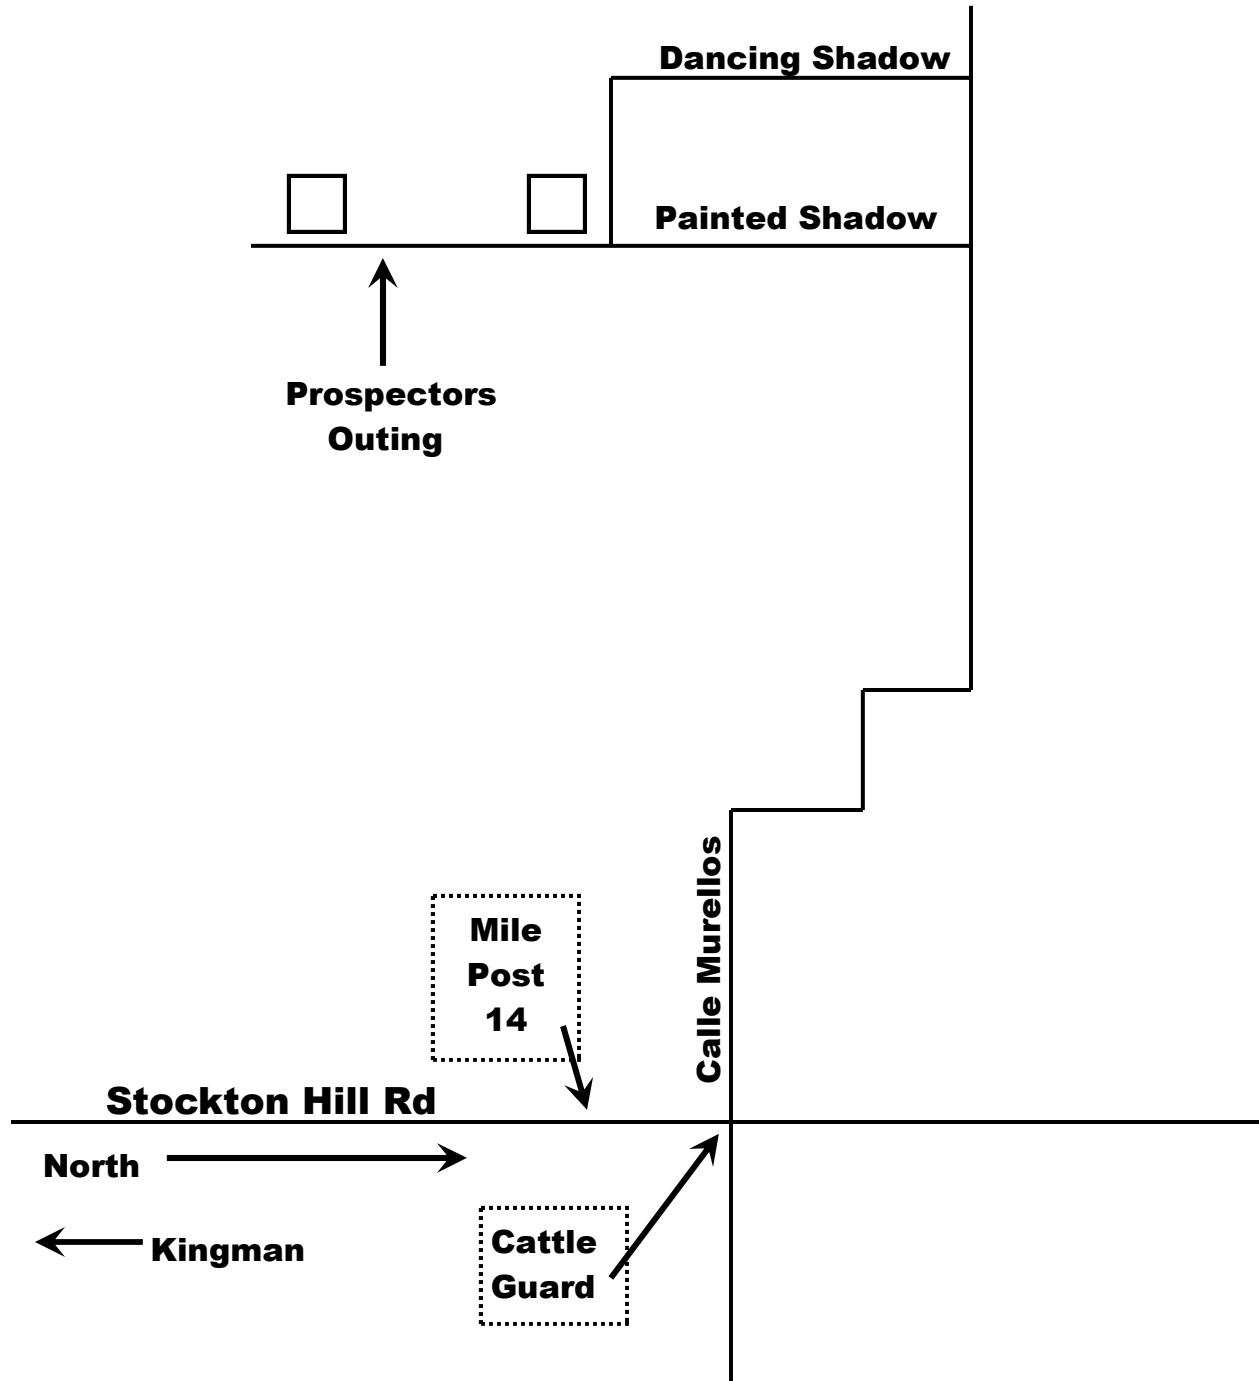 Dancing Shadow
Painted Shadow
Prospectors
Outing
Calle Murellos
Mile
Post
14
Stockton Hill Rd
North
Kingman
Cattle
Guard